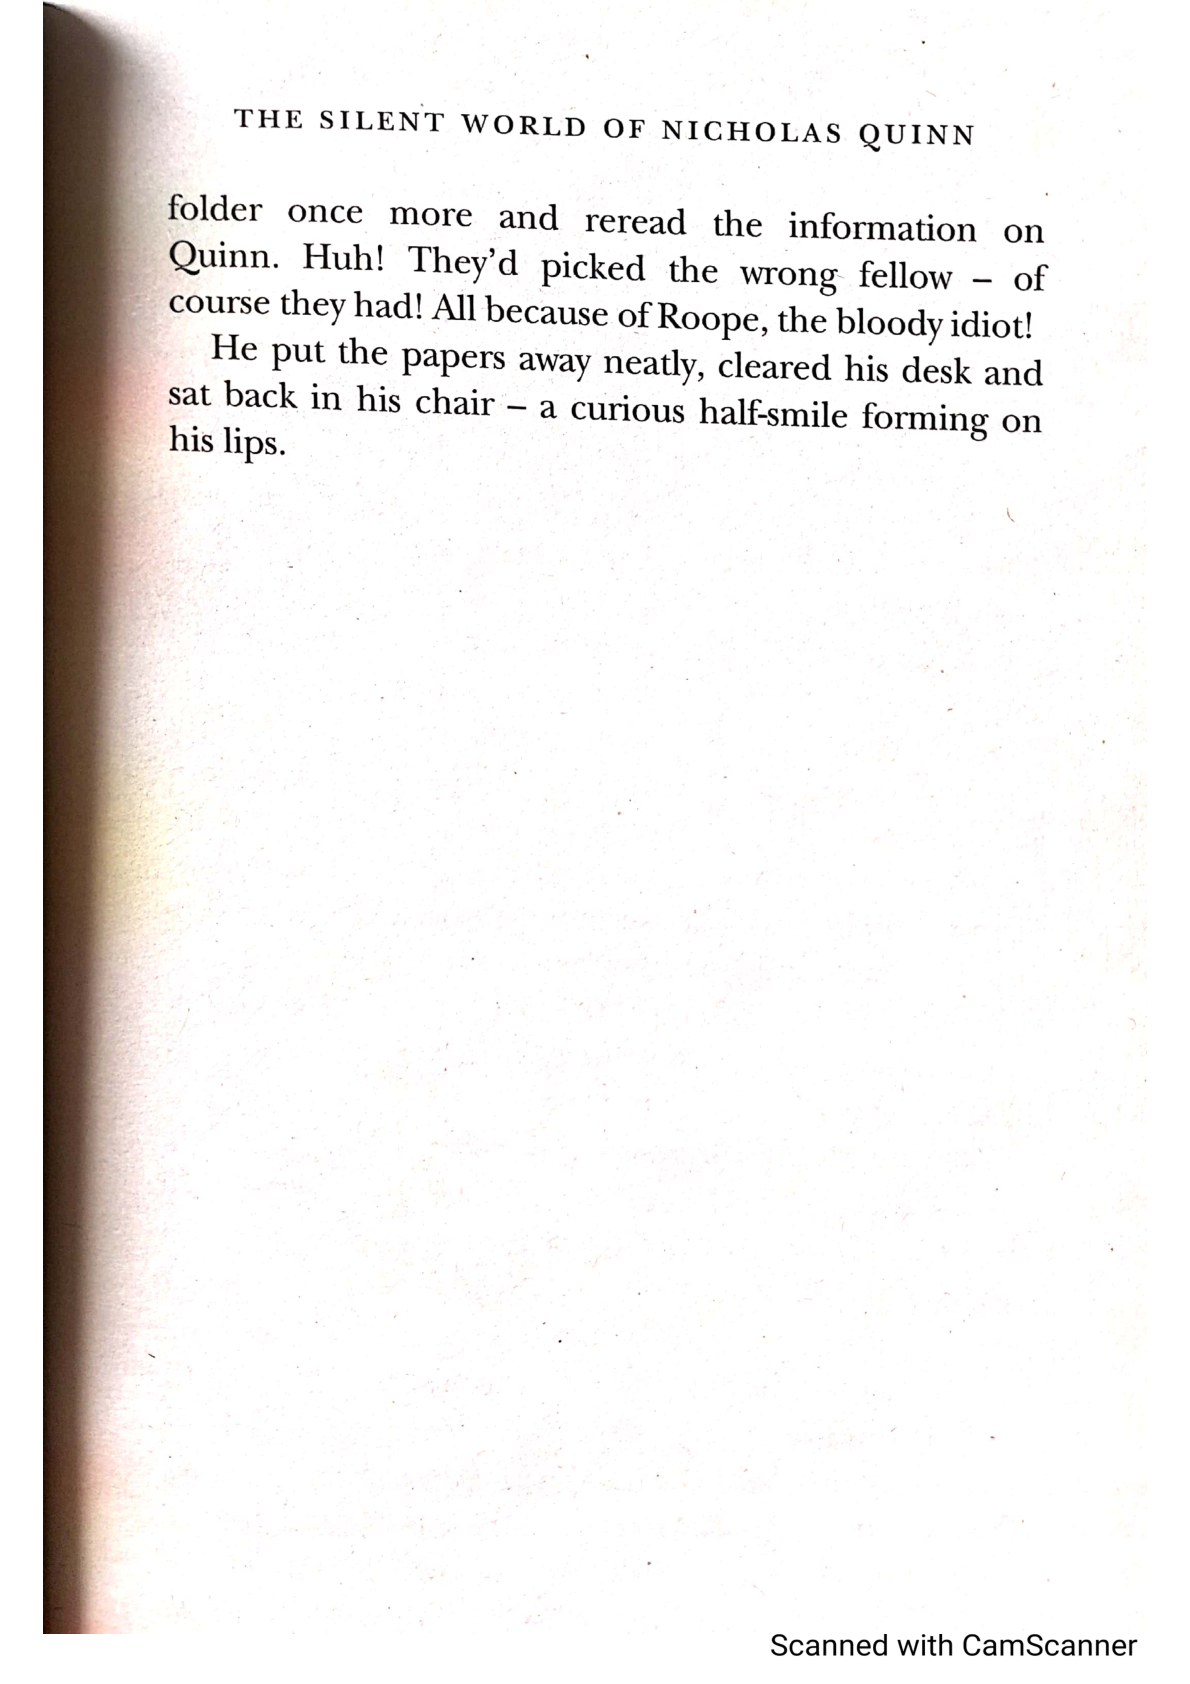 THE SILENT WORLD OF NICHOLAS QUINN
folder once more and reread the information on
Quinn. Huh! They’d picked the wrong fellow – of
course they had! All because of Roope, the bloody idiot!
He put the papers away neatly, cleared his desk and
sat back in his chair – a curious half-smile forming on
his lips.
Scanned with CamScanner